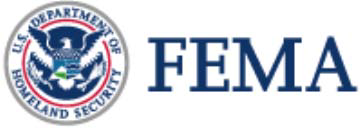 U.S. DEPARTMENT OF
HOMELAND SECURITY
FEMA